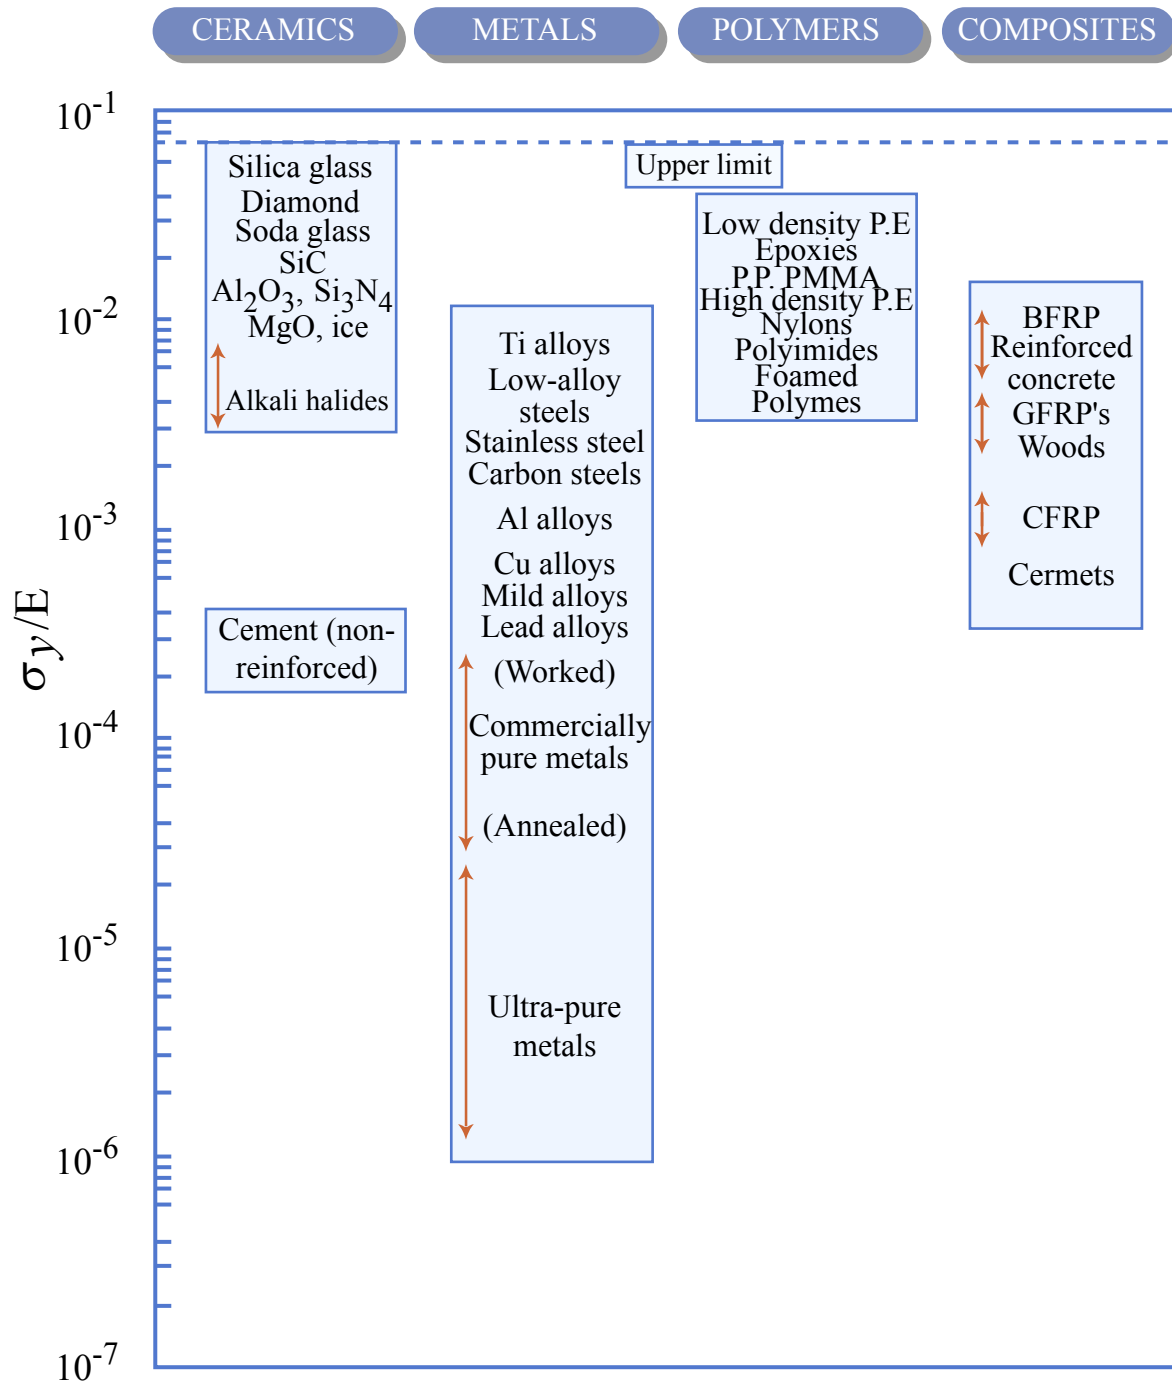 CERAMICS
METALS
POLYMERS
COMPOSITES
10-1
10-2
10-3
10-4
10-5
10-6
10-7
σy/E
Silica glass
Diamond
Soda glass
SiC
Al2O3, Si3N4
MgO, ice
Alkali halides
Cement (non-
reinforced)
Ti alloys
Low-alloy
steels
Stainless steel
Carbon steels
Al alloys
Cu alloys
Mild alloys
Lead alloys
(Worked)
Commercially
pure metals
(Annealed)
Ultra-pure
metals
Upper limit
Low density P.E
Epoxies
P.P. PMMA
High density P.E
Nylons
Polyimides
Foamed
Polymes
BFRP
Reinforced
concrete
GFRP's
Woods
CFRP
Cermets